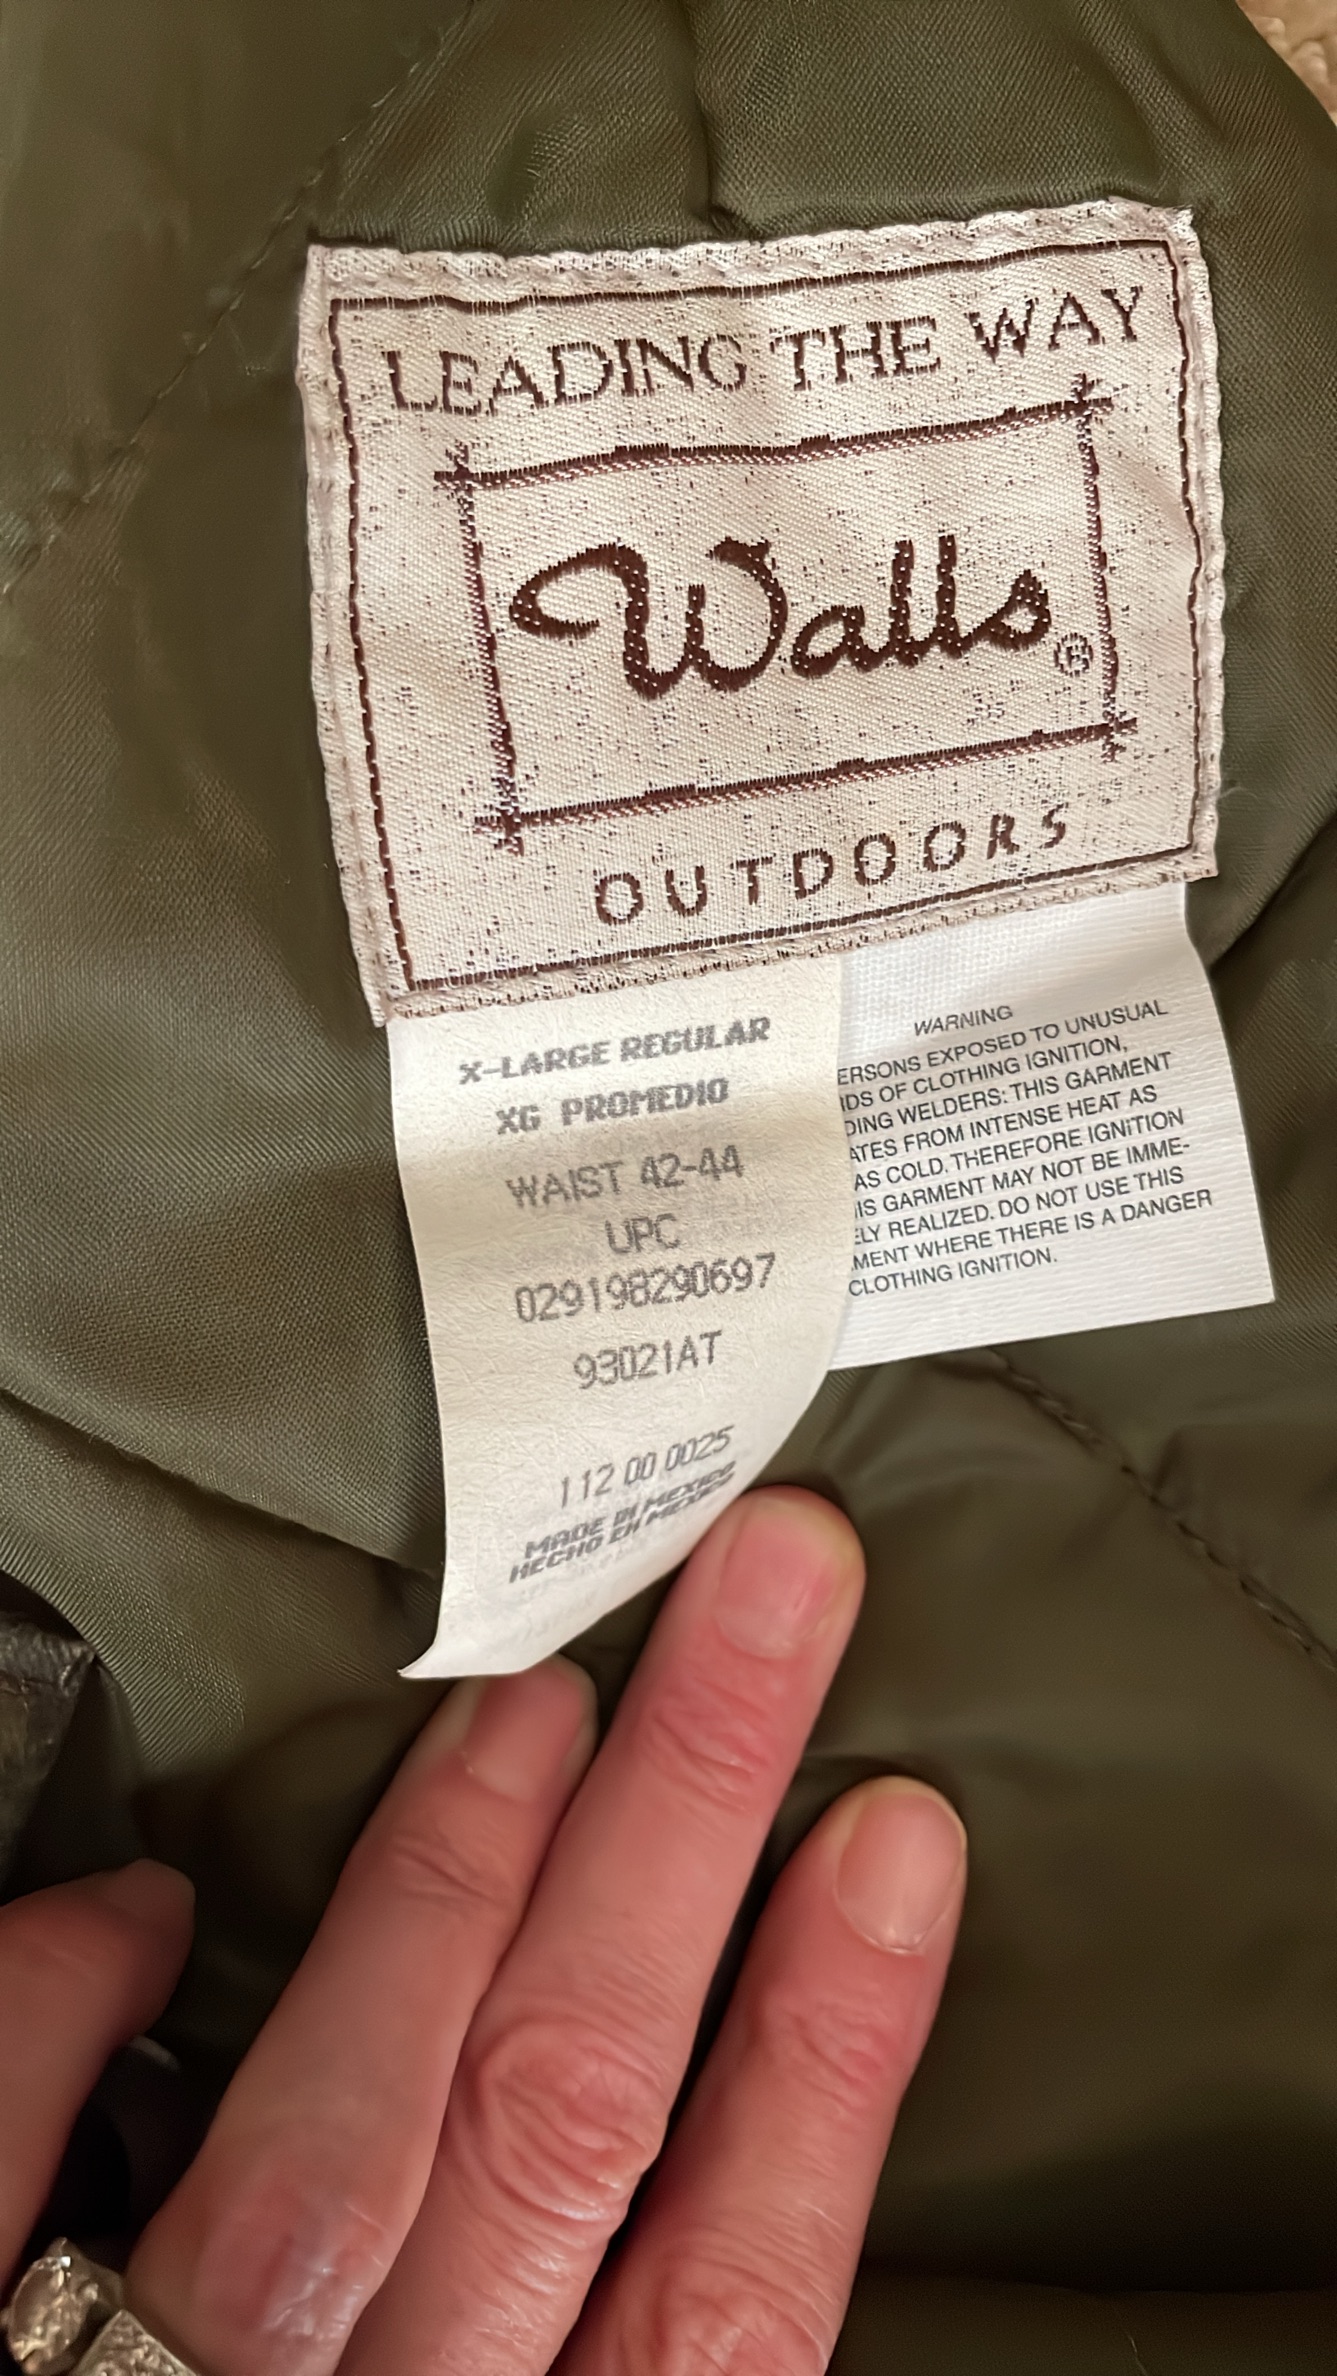 LEADING THE WAY
Walls®
OUTDOORS
X-LARGE REGULAR
XG PROMEDIO
WAIST 42-44
UPC
029198290697
93021AT
112 00 0025
MADE IN MEXICO
HECHO EN MEXICO
WARNING
ERSONS EXPOSED TO UNUSUAL
IDS OF CLOTHING IGNITION,
DING WELDERS: THIS GARMENT
ATES FROM INTENSE HEAT AS
AS COLD. THEREFORE IGNITION
IS GARMENT MAY NOT BE IMME-
ELY REALIZED. DO NOT USE THIS
MENT WHERE THERE IS A DANGER
CLOTHING IGNITION.